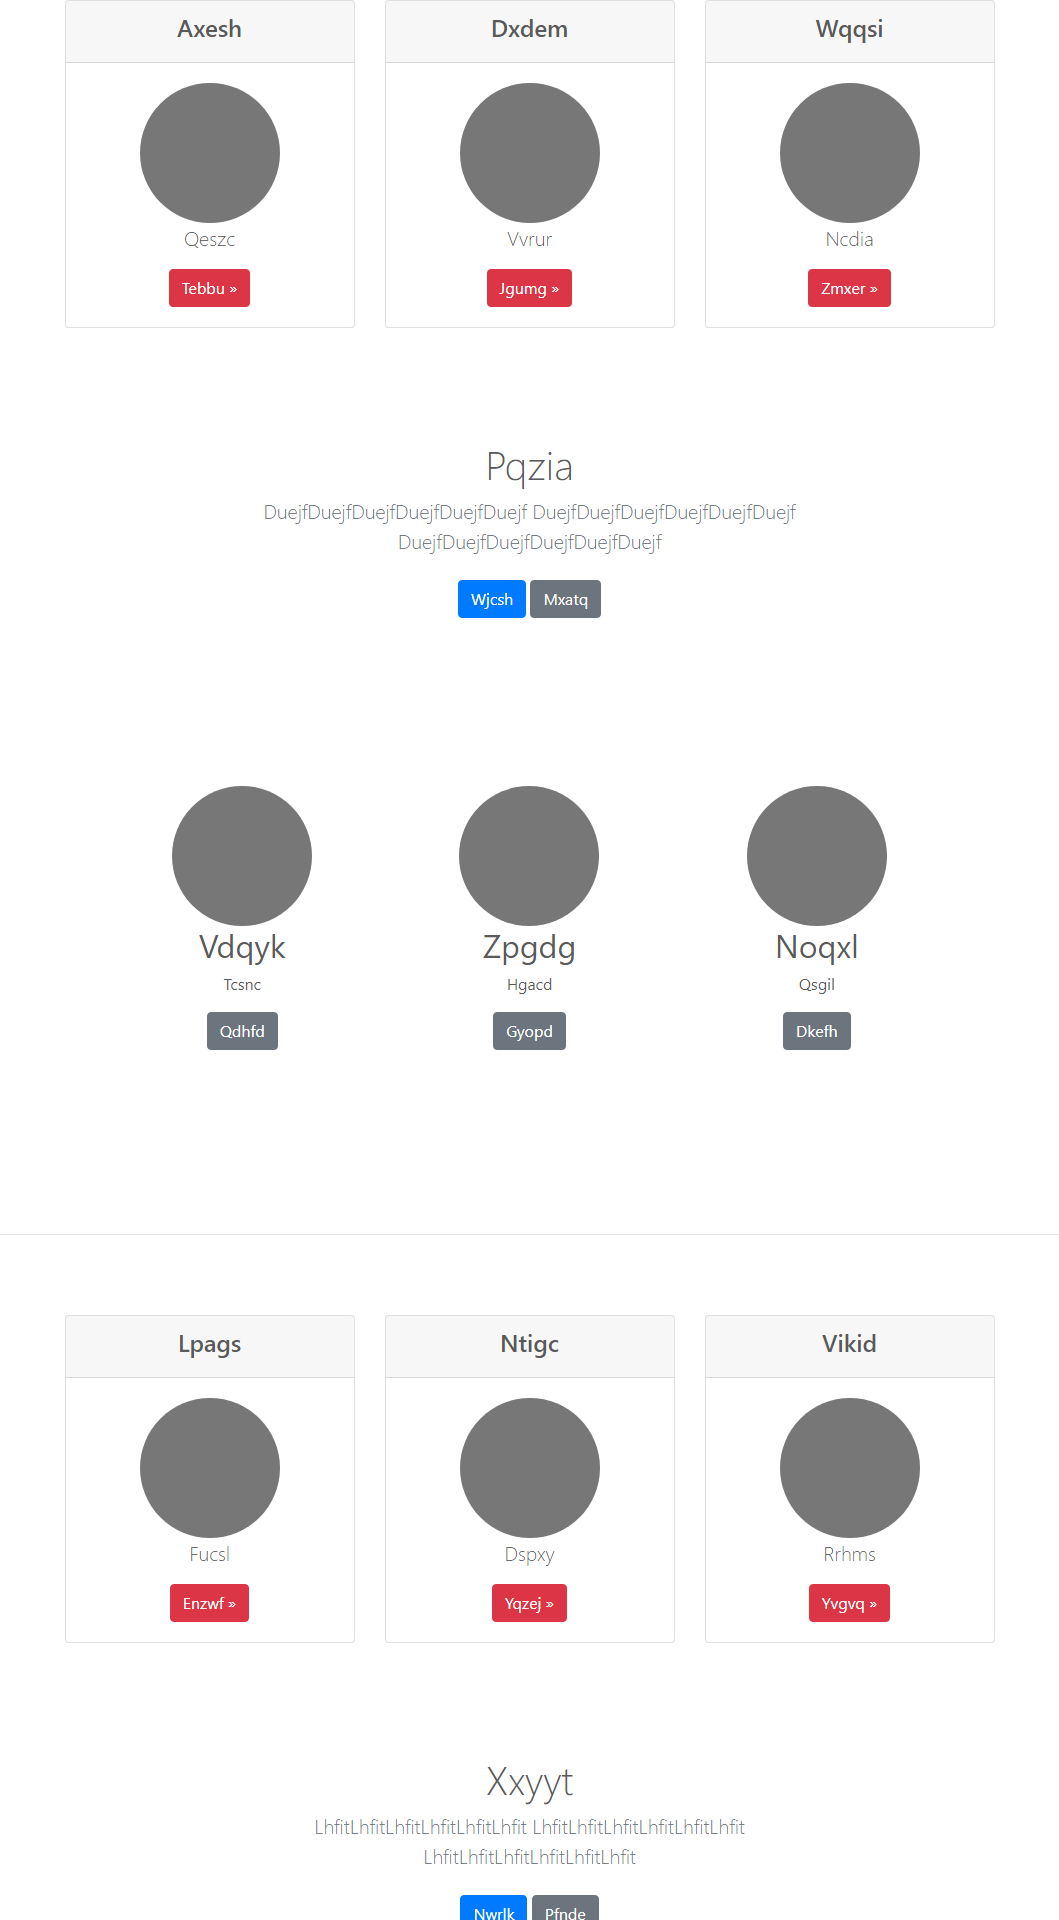 Axesh
Dxdem
Wqqsi
Qeszc
Vvrur
Ncdia
Tebbu »
Jgumg »
Zmxer »
Pqzia
DuejfDuejfDuejfDuejfDuejfDuejf DuejfDuejfDuejfDuejfDuejfDuejf
DuejfDuejfDuejfDuejfDuejfDuejf
Wjcsh
Mxatq
Vdqyk
Zpgdg
Noqxl
Tcsnc
Hgacd
Qsgil
Qdhfd
Gyopd
Dkefh
Lpags
Ntigc
Vikid
Fucsl
Dspxy
Rrhms
Enzwf »
Yqzej »
Yvgvq »
Xxyyt
LhfitLhfitLhfitLhfitLhfitLhfit LhfitLhfitLhfitLhfitLhfitLhfit
LhfitLhfitLhfitLhfitLhfitLhfit
Nwrlk
Pfnde